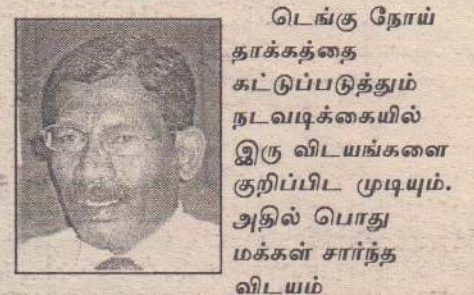 டெங்கு நோய்
தாக்கத்தை
கட்டுப்படுத்தும்
நடவடிக்கையில்
இரு விடயங்களை
குறிப்பிட முடியும்.
அதில் பொது
மக்கள் சார்ந்த
விடயம்